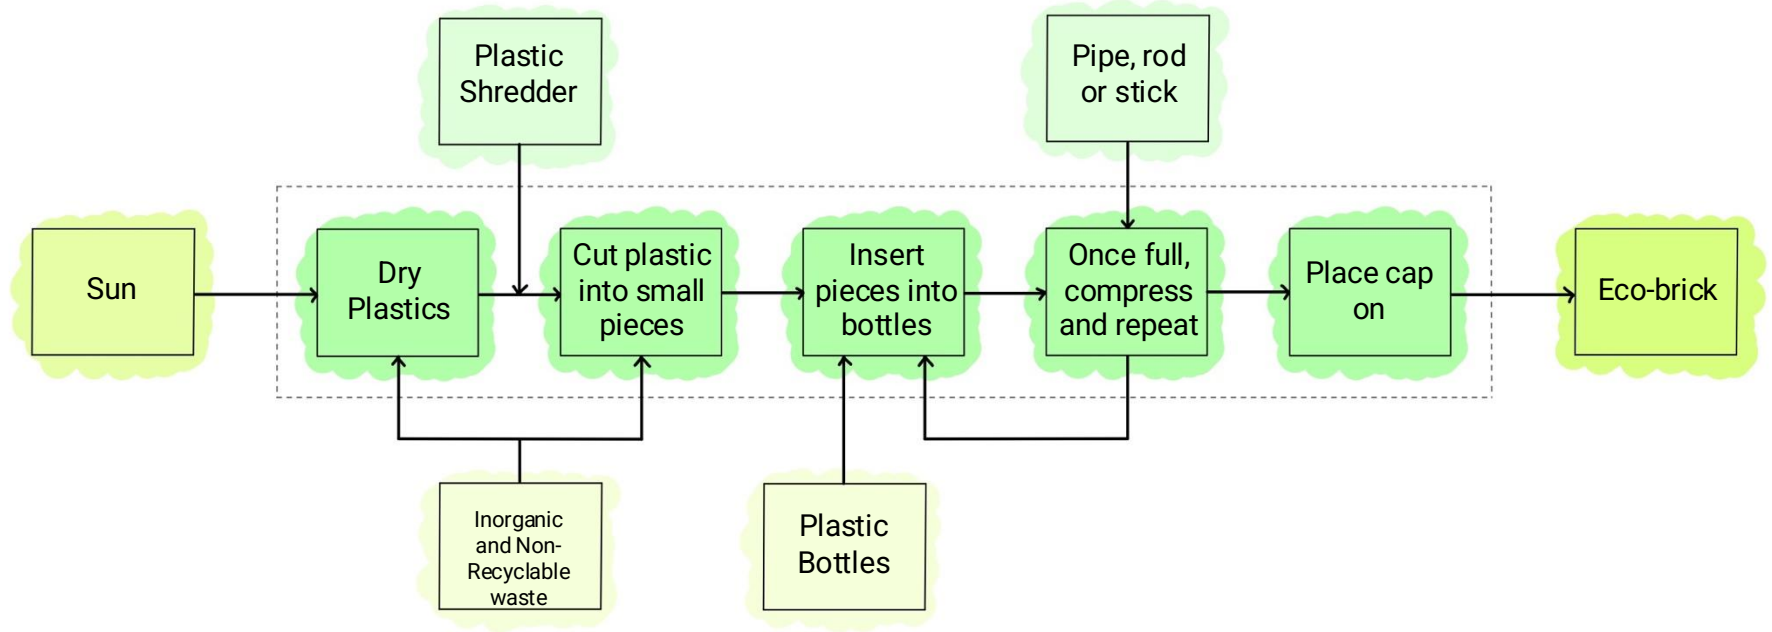 Plastic
Shredder
Pipe, rod
or stick
Sun
Dry
Plastics
Cut plastic
into small
pieces
Insert
pieces into
bottles
Once full,
compress
and repeat
Place cap
on
Eco-brick
Inorganic
and Non-
Recyclable
waste
Plastic
Bottles